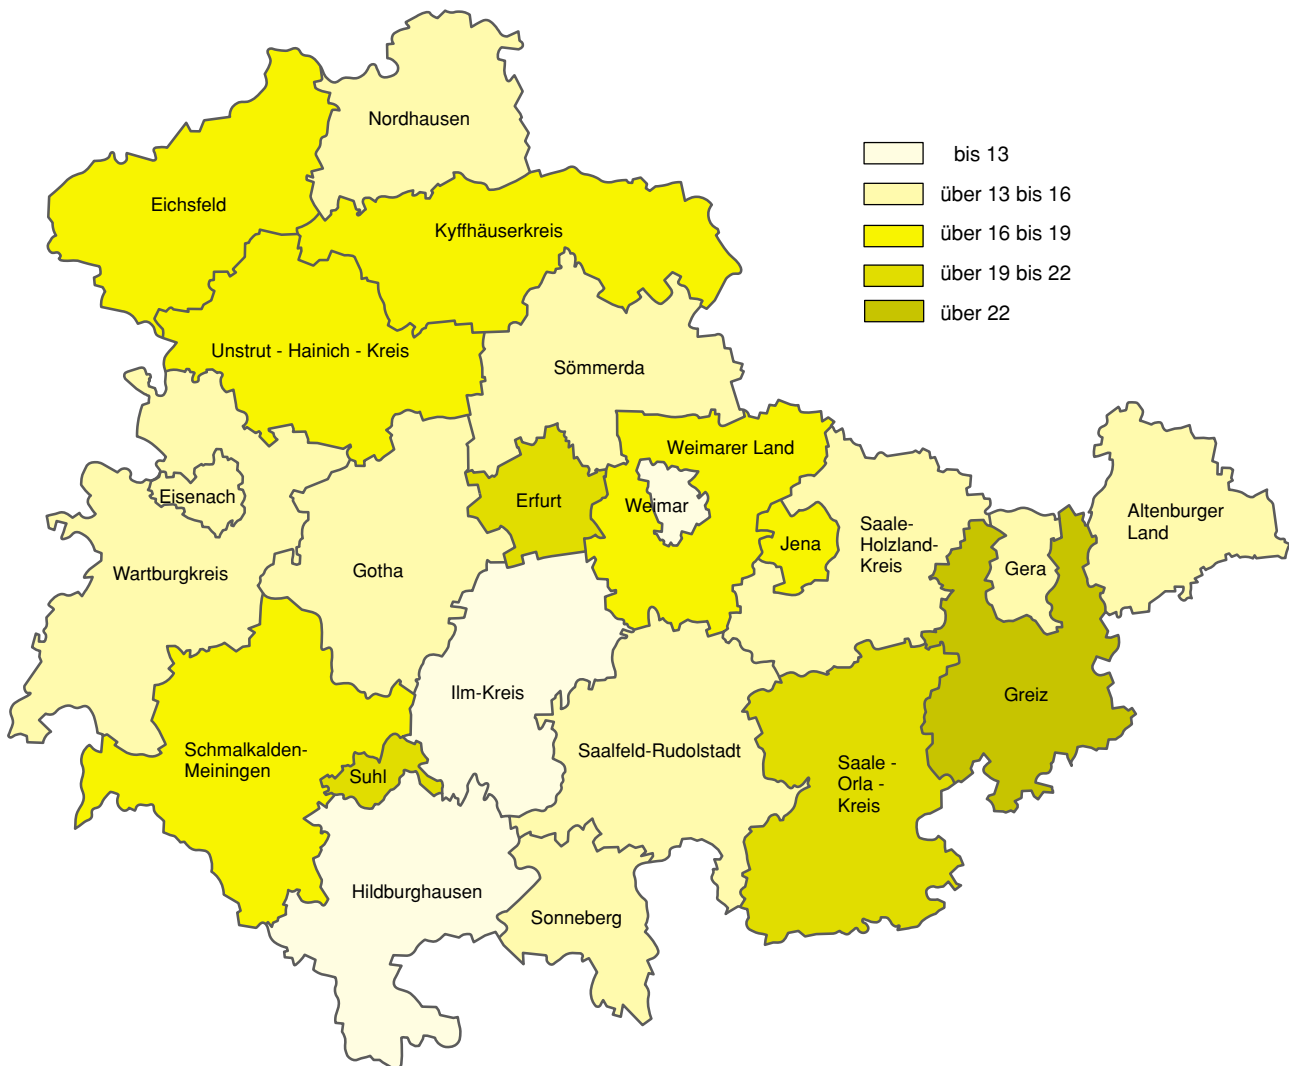 Nordhausen
bis 13
über 13 bis 16
über 16 bis 19
über 19 bis 22
über 22
Eichsfeld
Kyffhäuserkreis
Unstrut - Hainich - Kreis
Sömmerda
Weimarer Land
Eisenach
Erfurt
Weimar
Jena
Saale-
Holzland-
Kreis
Altenburger
Land
Wartburgkreis
Gotha
Gera
Ilm-Kreis
Greiz
Schmalkalden-
Meiningen
Suhl
Saalfeld-Rudolstadt
Saale -
Orla -
Kreis
Hildburghausen
Sonneberg